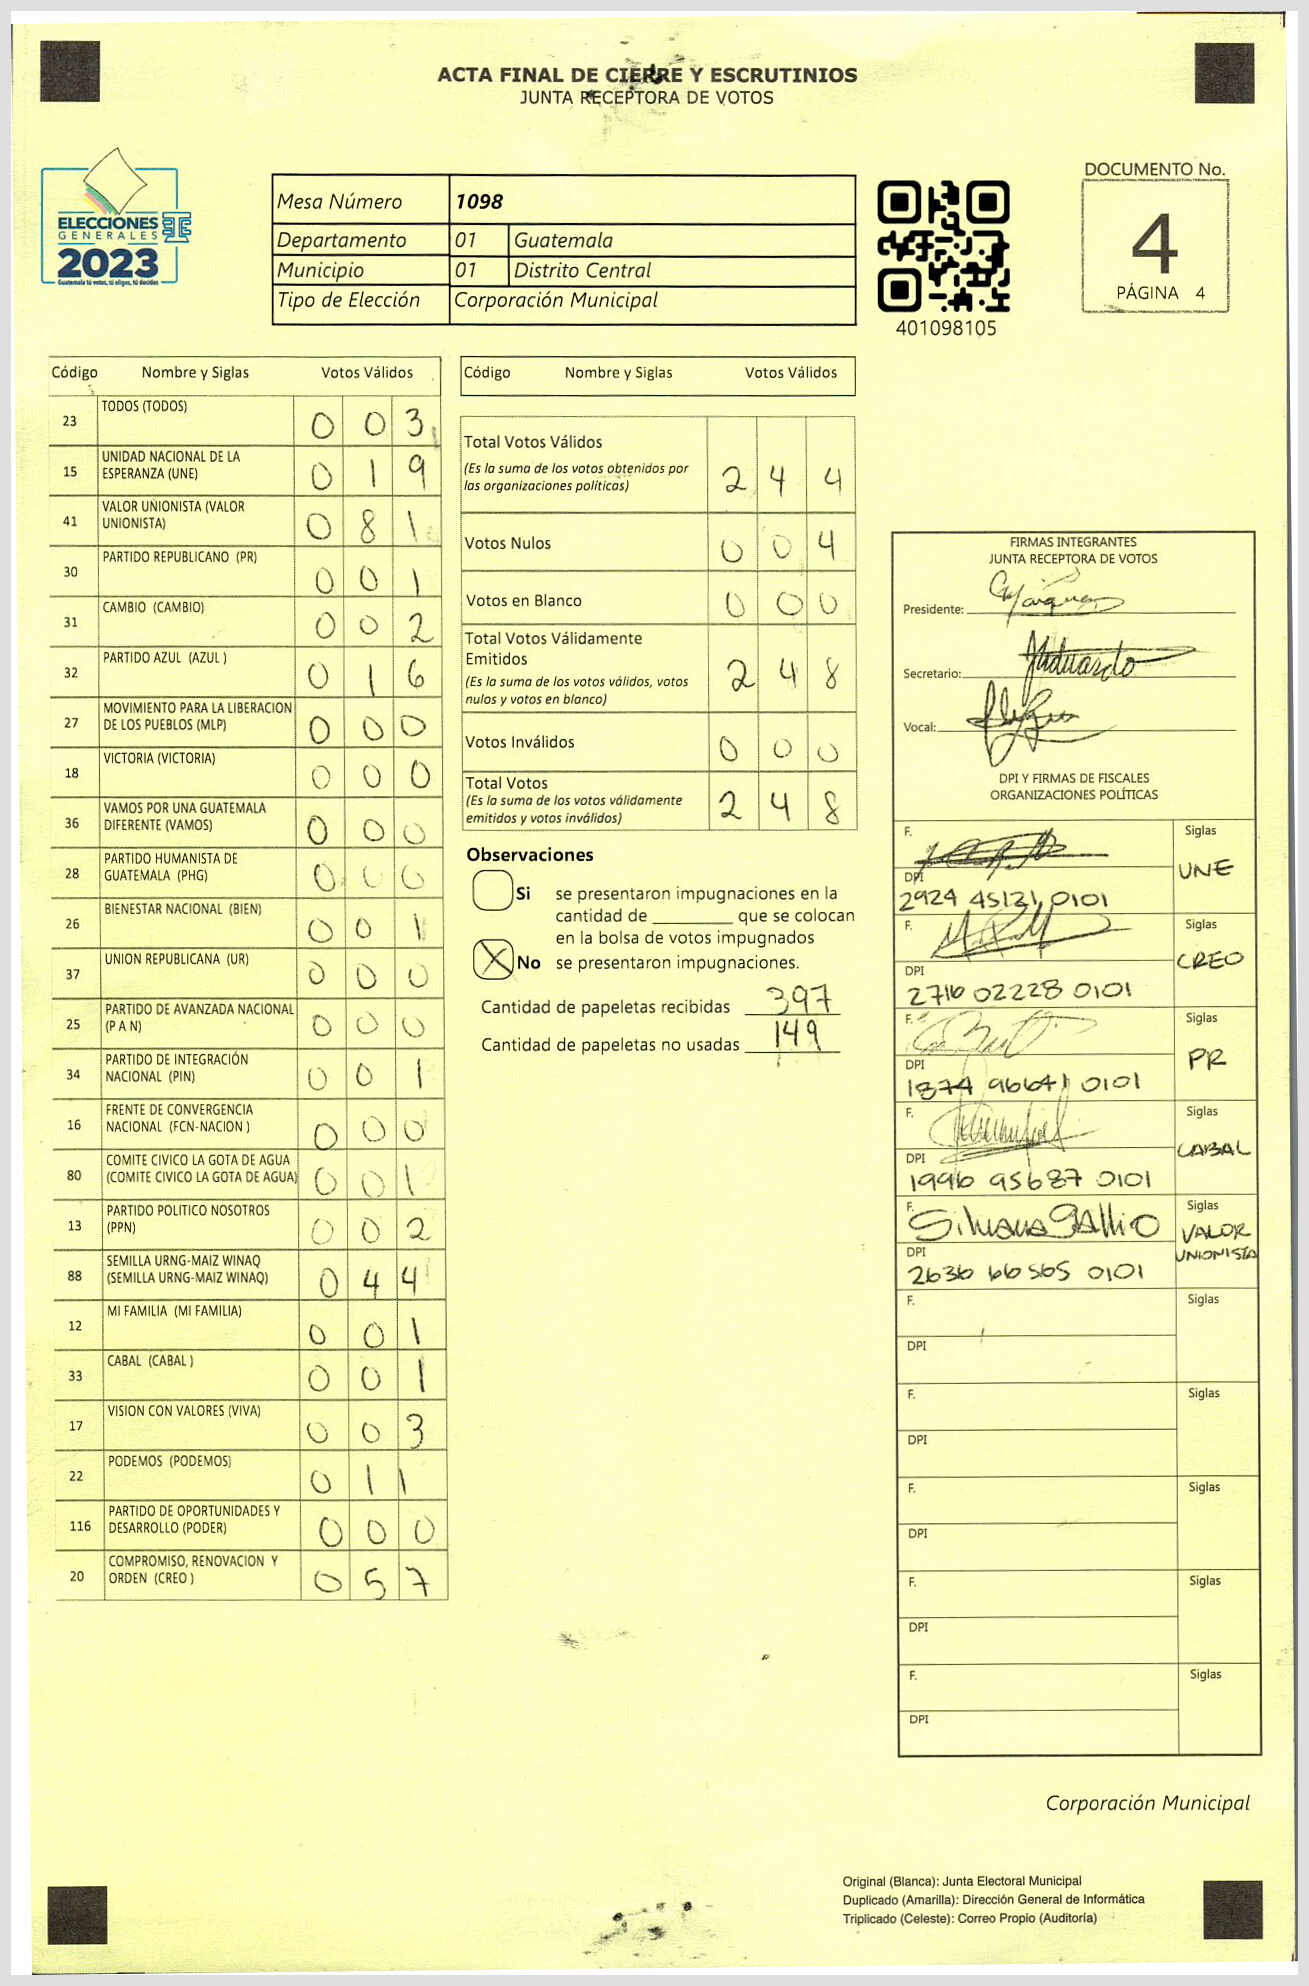 ACTA FINAL DE CIERRE Y ESCRUTINIOS
JUNTA RECEPTORA DE VOTOS
ELECCIONES
GENERALES
2023
Guatemala tú votas, tú eliges, tú decides
Mesa Número 1098
Departamento 01 Guatemala
Municipio 01 Distrito Central
Tipo de Elección Corporación Municipal
401098105
DOCUMENTO No.
4
PÁGINA 4
Código Nombre y Siglas Votos Válidos
23 TODOS (TODOS) 0 0 3
15 UNIDAD NACIONAL DE LA
ESPERANZA (UNE) 0 1 9
41 VALOR UNIONISTA (VALOR
UNIONISTA) 0 8 1
30 PARTIDO REPUBLICANO (PR) 0 0 1
31 CAMBIO (CAMBIO) 0 0 2
32 PARTIDO AZUL (AZUL ) 0 1 6
27 MOVIMIENTO PARA LA LIBERACION
DE LOS PUEBLOS (MLP) 0 0 0
18 VICTORIA (VICTORIA) 0 0 0
36 VAMOS POR UNA GUATEMALA
DIFERENTE (VAMOS) 0 0 0
28 PARTIDO HUMANISTA DE
GUATEMALA (PHG) 0 0 0
26 BIENESTAR NACIONAL (BIEN) 0 0 1
37 UNION REPUBLICANA (UR) 0 0 0
25 PARTIDO DE AVANZADA NACIONAL
(P A N) 0 0 0
34 PARTIDO DE INTEGRACIÓN
NACIONAL (PIN) 0 0 1
16 FRENTE DE CONVERGENCIA
NACIONAL (FCN-NACION ) 0 0 0
80 COMITE CIVICO LA GOTA DE AGUA
(COMITE CIVICO LA GOTA DE AGUA) 0 0 1
13 PARTIDO POLITICO NOSOTROS
(PPN) 0 0 2
88 SEMILLA URNG-MAIZ WINAQ
(SEMILLA URNG-MAIZ WINAQ) 0 4 4
12 MI FAMILIA (MI FAMILIA) 0 0 1
33 CABAL (CABAL ) 0 0 1
17 VISION CON VALORES (VIVA) 0 0 3
22 PODEMOS (PODEMOS) 0 1 1
116 PARTIDO DE OPORTUNIDADES Y
DESARROLLO (PODER) 0 0 0
20 COMPROMISO, RENOVACION Y
ORDEN (CREO ) 0 5 7
Código Nombre y Siglas Votos Válidos
Total Votos Válidos
(Es la suma de los votos obtenidos por
las organizaciones políticas) 2 4 4
Votos Nulos 0 0 4
Votos en Blanco 0 0 0
Total Votos Válidamente
Emitidos
(Es la suma de los votos válidos, votos
nulos y votos en blanco) 2 4 8
Votos Inválidos 0 0 0
Total Votos
(Es la suma de los votos válidamente
emitidos y votos inválidos) 2 4 8
Observaciones
Si se presentaron impugnaciones en la
cantidad de ________ que se colocan
en la bolsa de votos impugnados
No se presentaron impugnaciones.
Cantidad de papeletas recibidas 397
Cantidad de papeletas no usadas 149
FIRMAS INTEGRANTES
JUNTA RECEPTORA DE VOTOS
Presidente:
Secretario:
Vocal:
DPI Y FIRMAS DE FISCALES
ORGANIZACIONES POLÍTICAS
F. Siglas
UNE
DPI
2924 45131 0101
F. Siglas
CREO
DPI
2716 02228 0101
F. Siglas
PR
DPI
1874 96641 0101
F. Siglas
CABAL
DPI
1996 95687 0101
F. Silvana Siglas
VALOR
UNIONISTA
DPI
2636 66565 0101
F. Siglas
DPI
F. Siglas
DPI
F. Siglas
DPI
F. Siglas
DPI
F. Siglas
DPI
Corporación Municipal
Original (Blanca): Junta Electoral Municipal
Duplicado (Amarilla): Dirección General de Informática
Triplicado (Celeste): Correo Propio (Auditoría)